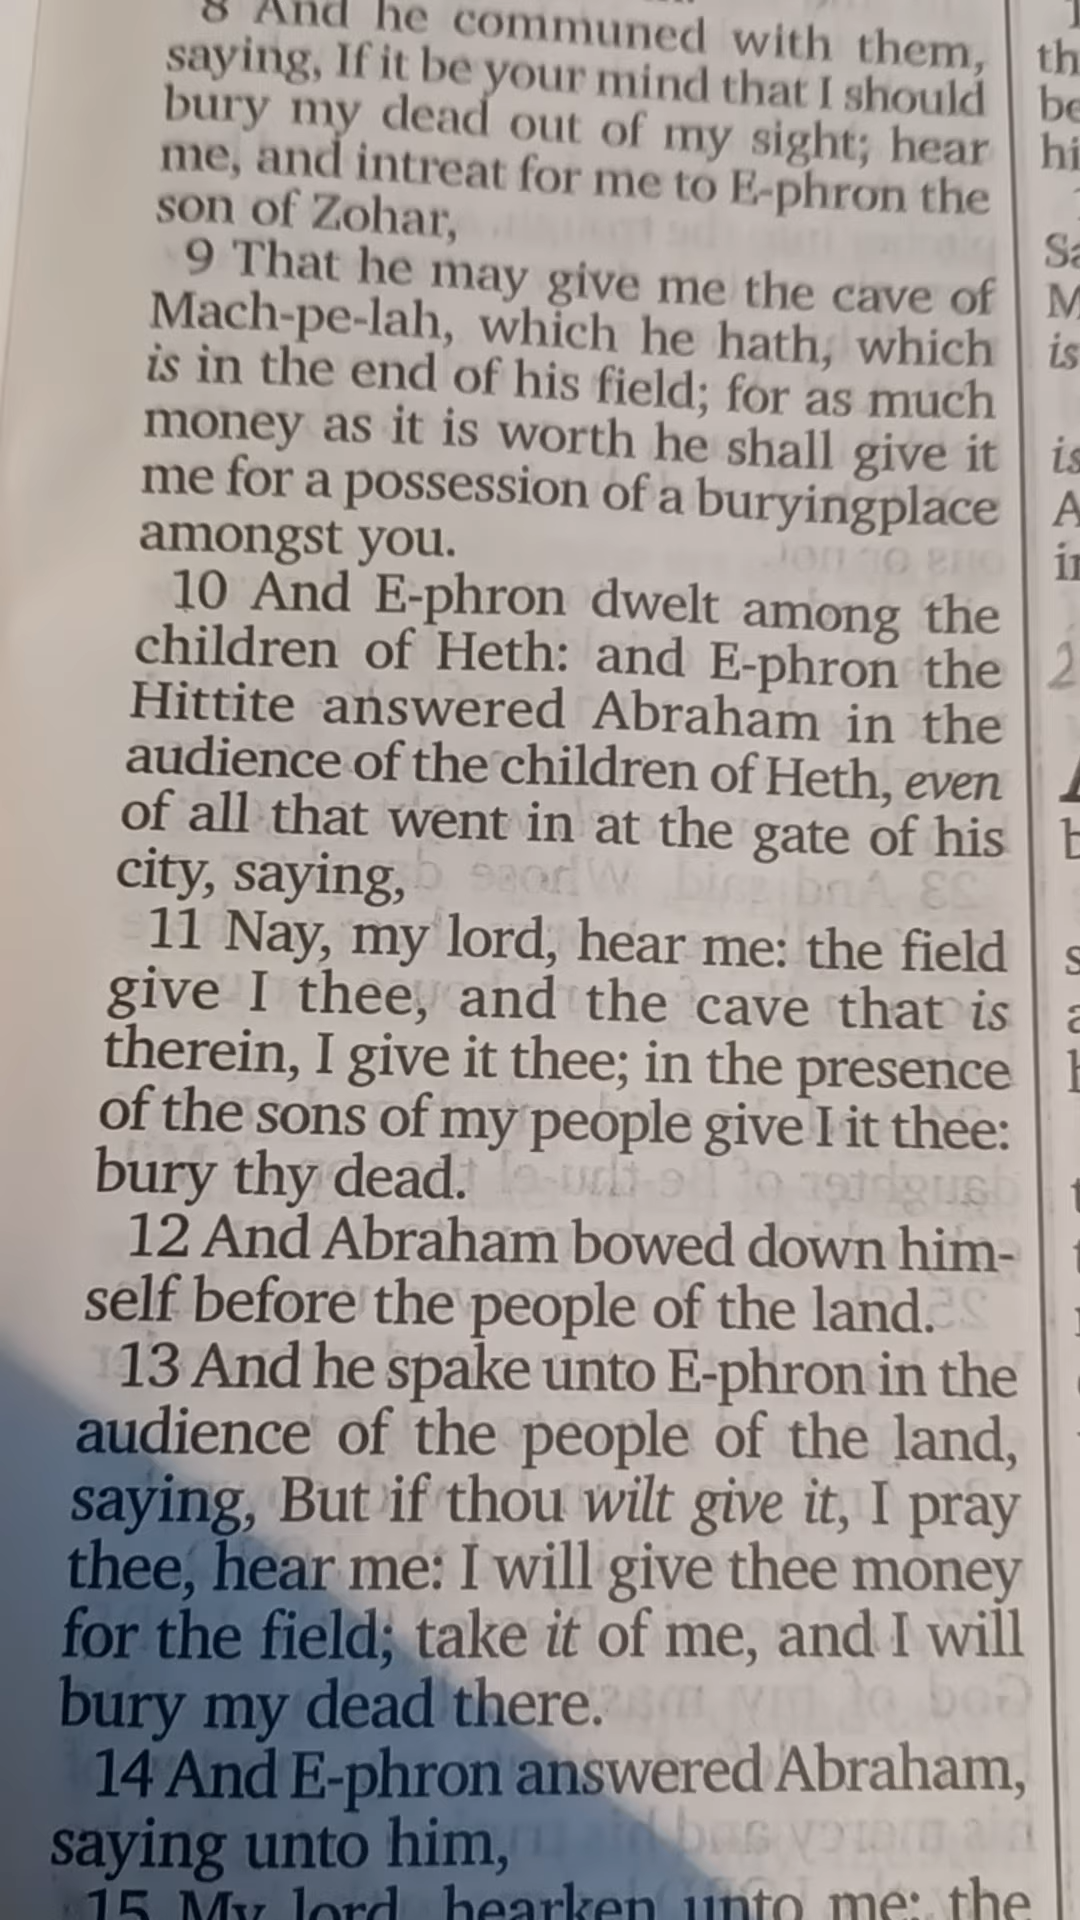 8 And he communed with them,
saying, If it be your mind that I should
bury my dead out of my sight; hear
me, and intreat for me to E-phron the
son of Zohar,
9 That he may give me the cave of
Mach-pe-lah, which he hath, which
is in the end of his field; for as much
money as it is worth he shall give it
me for a possession of a buryingplace
amongst you.
10 And E-phron dwelt among the
children of Heth: and E-phron the
Hittite answered Abraham in the
audience of the children of Heth, even
of all that went in at the gate of his
city, saying,
11 Nay, my lord, hear me: the field
give I thee, and the cave that is
therein, I give it thee; in the presence
of the sons of my people give I it thee:
bury thy dead.
12 And Abraham bowed down him-
self before the people of the land.
13 And he spake unto E-phron in the
audience of the people of the land,
saying, But if thou wilt give it, I pray
thee, hear me: I will give thee money
for the field; take it of me, and I will
bury my dead there.
14 And E-phron answered Abraham,
saying unto him,
15 My lord, hearken unto me: the